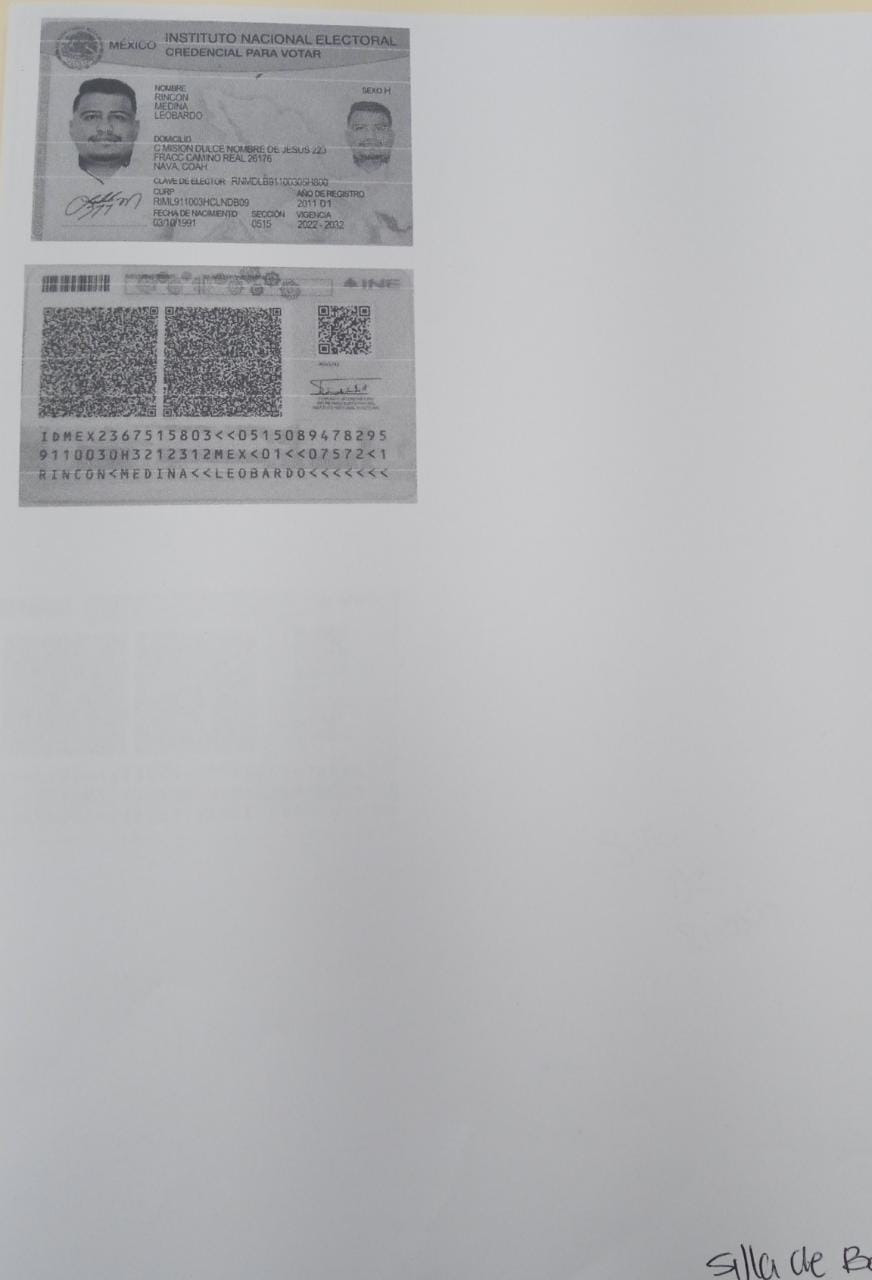 MÉXICO INSTITUTO NACIONAL ELECTORAL
CREDENCIAL PARA VOTAR
NOMBRE
SEXO H
RINCON
MEDINA
LEOBARDO
DOMICILIO
C MISION DULCE NOMBRE DE JESUS 223
FRACC CAMINO REAL 26176
NAVA, COAH.
CLAVE DE ELECTOR RNMDLB91100305H800
CURP
AÑO DE REGISTRO
RIML911003HCLNDB09
2011 01
FECHA DE NACIMIENTO SECCIÓN VIGENCIA
03/10/1991 0515 2022 - 2032
INE
IDMEX2367515803<<0515089478295
9110030H3212312MEX<01<<07572<1
RINCON<MEDINA<<LEOBARDO<<<<<<<
Silla de